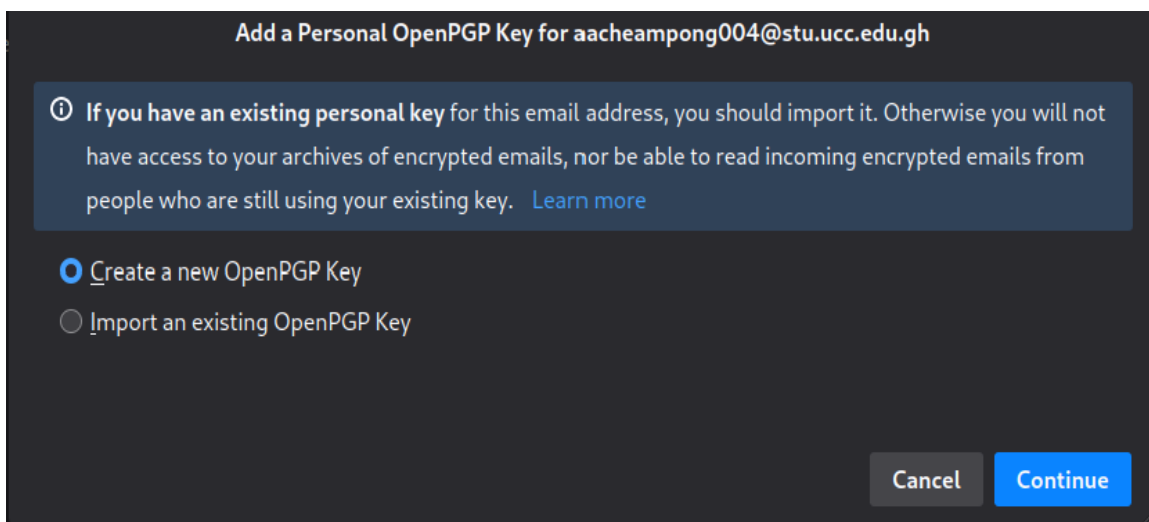 Add a Personal OpenPGP Key for aacheampong004@stu.ucc.edu.gh
If you have an existing personal key for this email address, you should import it. Otherwise you will not
have access to your archives of encrypted emails, nor be able to read incoming encrypted emails from
people who are still using your existing key. Learn more
Create a new OpenPGP Key
Import an existing OpenPGP Key
Cancel Continue